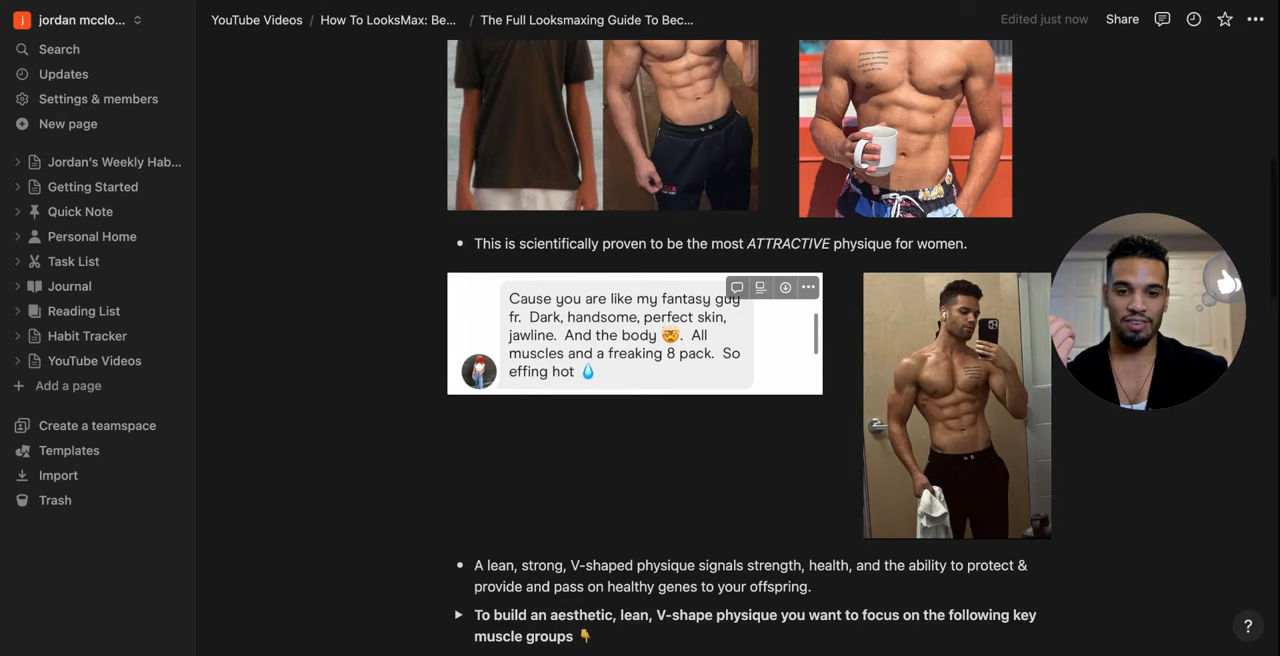 j jordan mcclo...
Search
Updates
Settings & members
New page
Jordan's Weekly Hab...
Getting Started
Quick Note
Personal Home
Task List
Journal
Reading List
Habit Tracker
YouTube Videos
Add a page
Create a teamspace
Templates
Import
Trash
YouTube Videos / How To LooksMax: Be... / The Full Looksmaxing Guide To Bec...
Edited just now Share
• This is scientifically proven to be the most ATTRACTIVE physique for women.
Cause you are like my fantasy guy
fr. Dark, handsome, perfect skin,
jawline. And the body 🤯. All
muscles and a freaking 8 pack. So
effing hot 💧
• A lean, strong, V-shaped physique signals strength, health, and the ability to protect &
provide and pass on healthy genes to your offspring.
To build an aesthetic, lean, V-shape physique you want to focus on the following key
muscle groups 👇
?